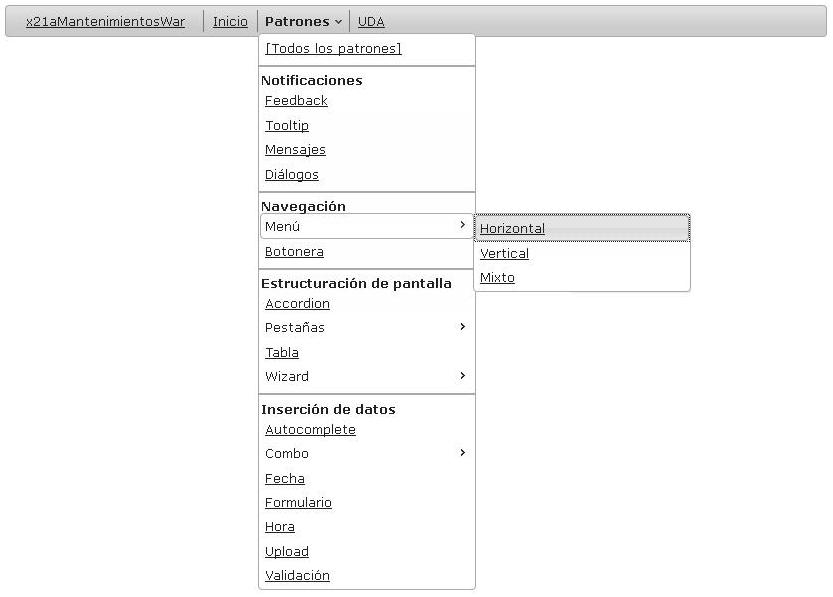 x21aMantenimientosWar Inicio Patrones UDA
[Todos los patrones]
Notificaciones
Feedback
Tooltip
Mensajes
Diálogos
Navegación
Menú
Horizontal
Vertical
Mixto
Botonera
Estructuración de pantalla
Accordion
Pestañas
Tabla
Wizard
Inserción de datos
Autocomplete
Combo
Fecha
Formulario
Hora
Upload
Validación